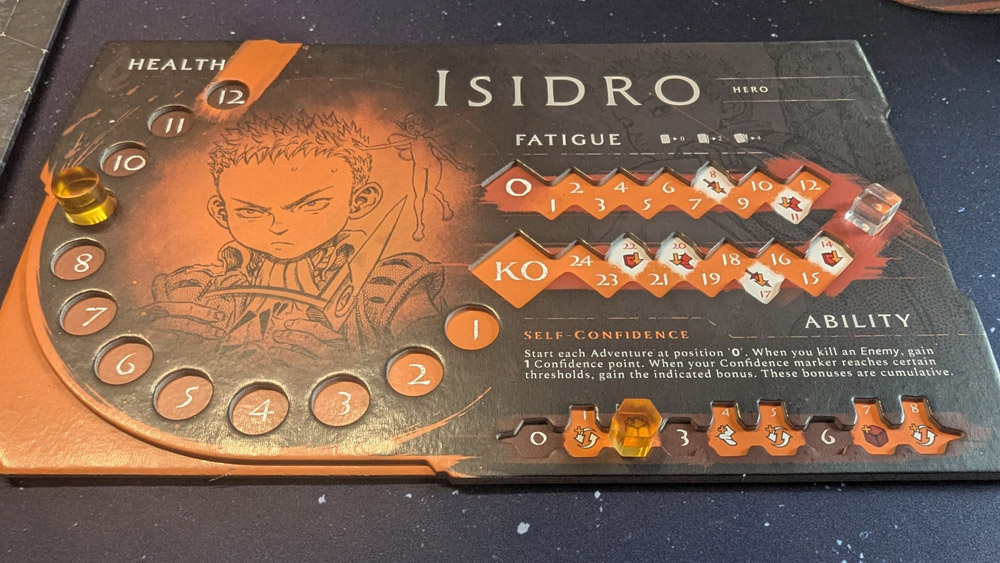 HEALTH
12
11
10
8
7
6
5
4
3
2
1
ISIDRO
HERO
FATIGUE
0 2 4 6 8 10 12
1 3 5 7 9 11
KO 24 22 20 18 16 14
23 21 19 17 15
ABILITY
SELF-CONFIDENCE
Start each Adventure at position '0'. When you kill an Enemy, gain
1 Confidence point. When your Confidence marker reaches certain
thresholds, gain the indicated bonus. These bonuses are cumulative.
0 1 3 4 5 6 7 8